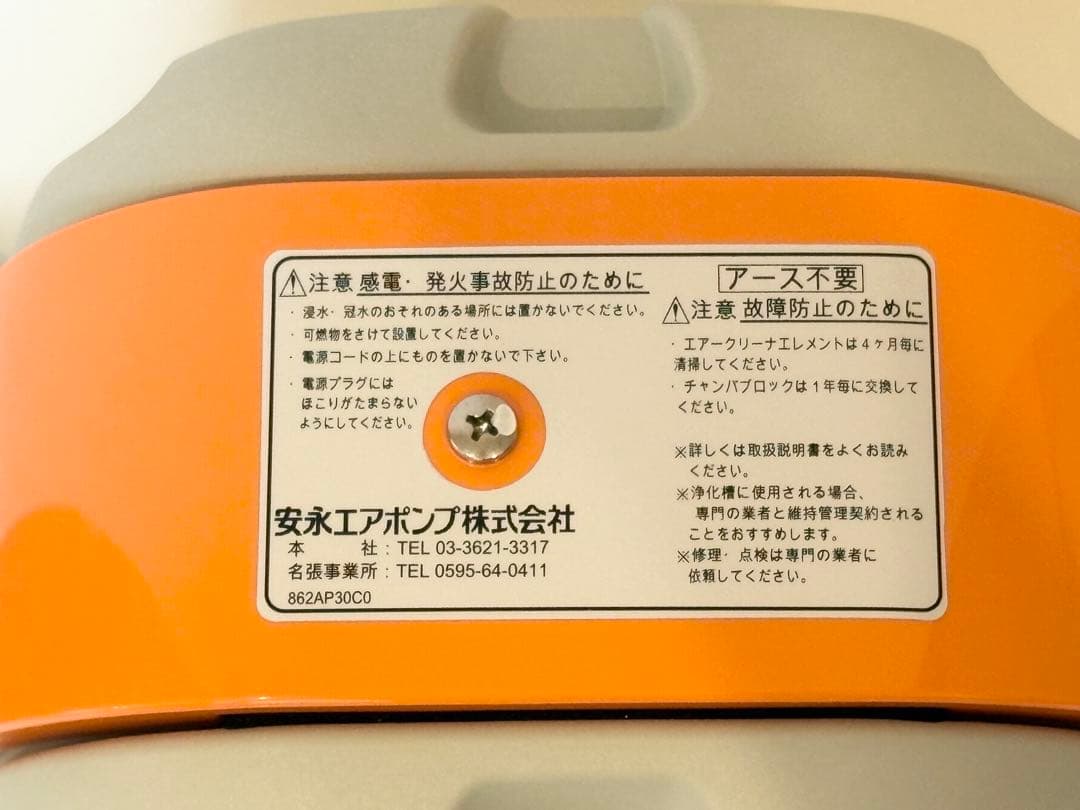 注意 感電・発火事故防止のために
・浸水・冠水のおそれのある場所には置かないでください。
・可燃物をさけて設置してください。
・電源コードの上にものを置かないで下さい。
・電源プラグには
ほこりがたまらない
ようにしてください。
安永エアポンプ株式会社
本　　社：TEL 03-3621-3317
名張事業所：TEL 0595-64-0411
862AP30C0
アース不要
注意 故障防止のために
・エアークリーナエレメントは4ヶ月毎に
清掃してください。
・チャンバブロックは1年毎に交換して
ください。
※詳しくは取扱説明書をよくお読み
ください。
※浄化槽に使用される場合、
専門の業者と維持管理契約される
ことをおすすめします。
※修理・点検は専門の業者に
依頼してください。